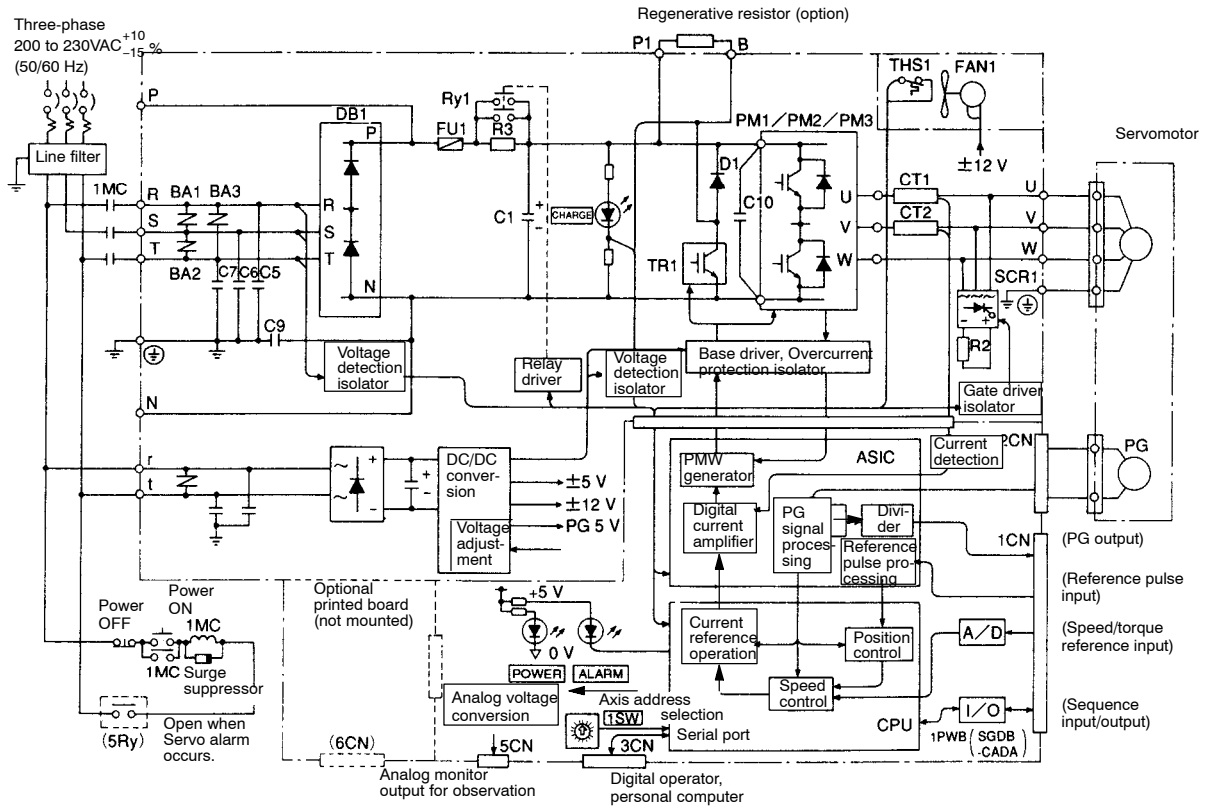 Regenerative resistor (option)
Three-phase
200 to 230VAC +10 -15 %
(50/60 Hz)
P1
B
THS1
FAN1
P
Ry1
DB1
P
FU1
R3
PM1/PM2/PM3
Servomotor
Line filter
±12 V
D1
1MC
R
BA1
BA3
R
C1
+
-
CHARGE
C10
U
CT1
U
S
S
V
CT2
V
T
T
W
W
BA2
C7
C6
C5
TR1
SCR1
N
C9
- +
R2
Voltage
detection
isolator
Relay
driver
Voltage
detection
isolator
Base driver, Overcurrent
protection isolator
Gate driver
isolator
N
Current
detection
2CN
PG
r
t
~
~
+
-
+
-
DC/DC
conver-
sion
±5 V
±12 V
PG 5 V
Voltage
adjust-
ment
ASIC
PMW
generator
Digital
current
amplifier
PG
signal
proces-
sing
Divi-
der
Reference
pulse pro-
cessing
1CN
(PG output)
(Reference pulse
input)
(Speed/torque
reference input)
(Sequence
input/output)
Optional
printed board
(not mounted)
+5 V
0 V
POWER
ALARM
Current
reference
operation
Position
control
Speed
control
A/D
I/O
CPU
1PWB (SGDB
-CADA)
Power
OFF
Power
ON
1MC
1MC
Surge
suppressor
(5Ry)
Open when
Servo alarm
occurs.
Analog voltage
conversion
Axis address
selection
1SW
Serial port
(6CN)
5CN
3CN
Analog monitor
output for observation
Digital operator,
personal computer